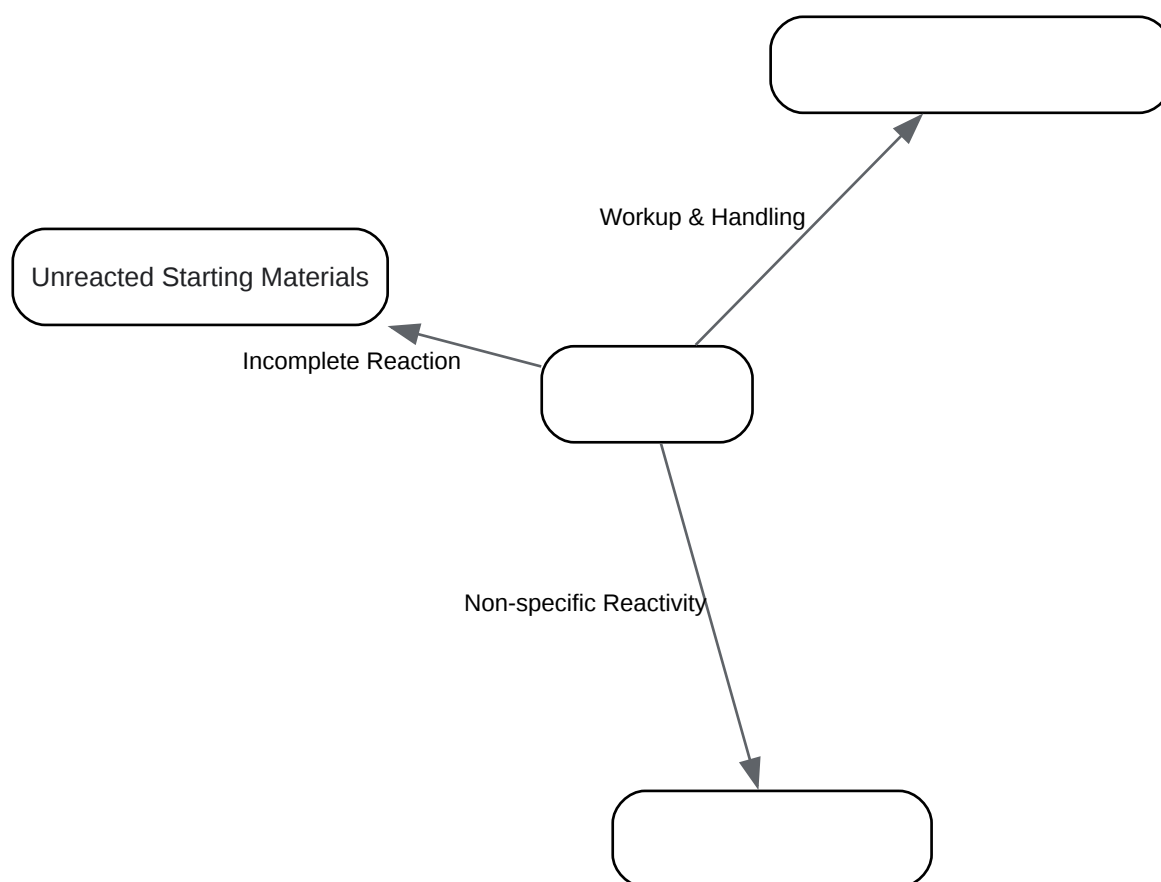 Workup & Handling
Unreacted Starting Materials
Incomplete Reaction
Non-specific Reactivity